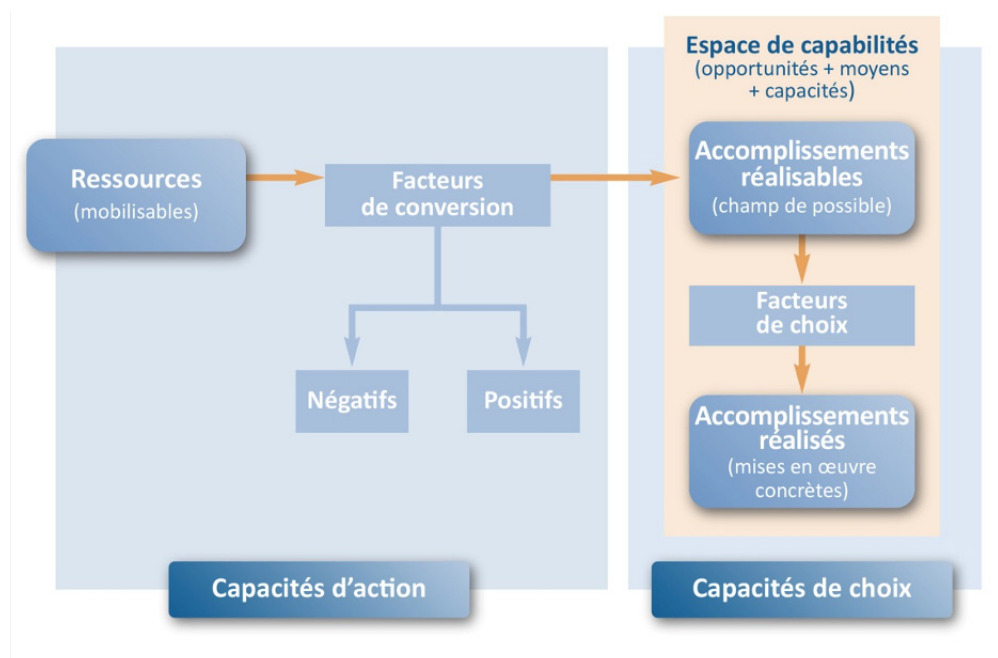 Espace de capabilités
(opportunités + moyens
+ capacités)
Ressources
(mobilisables)
Facteurs
de conversion
Accomplissements
réalisables
(champ de possible)
Facteurs
de choix
Négatifs
Positifs
Accomplissements
réalisés
(mises en œuvre
concrètes)
Capacités d’action
Capacités de choix